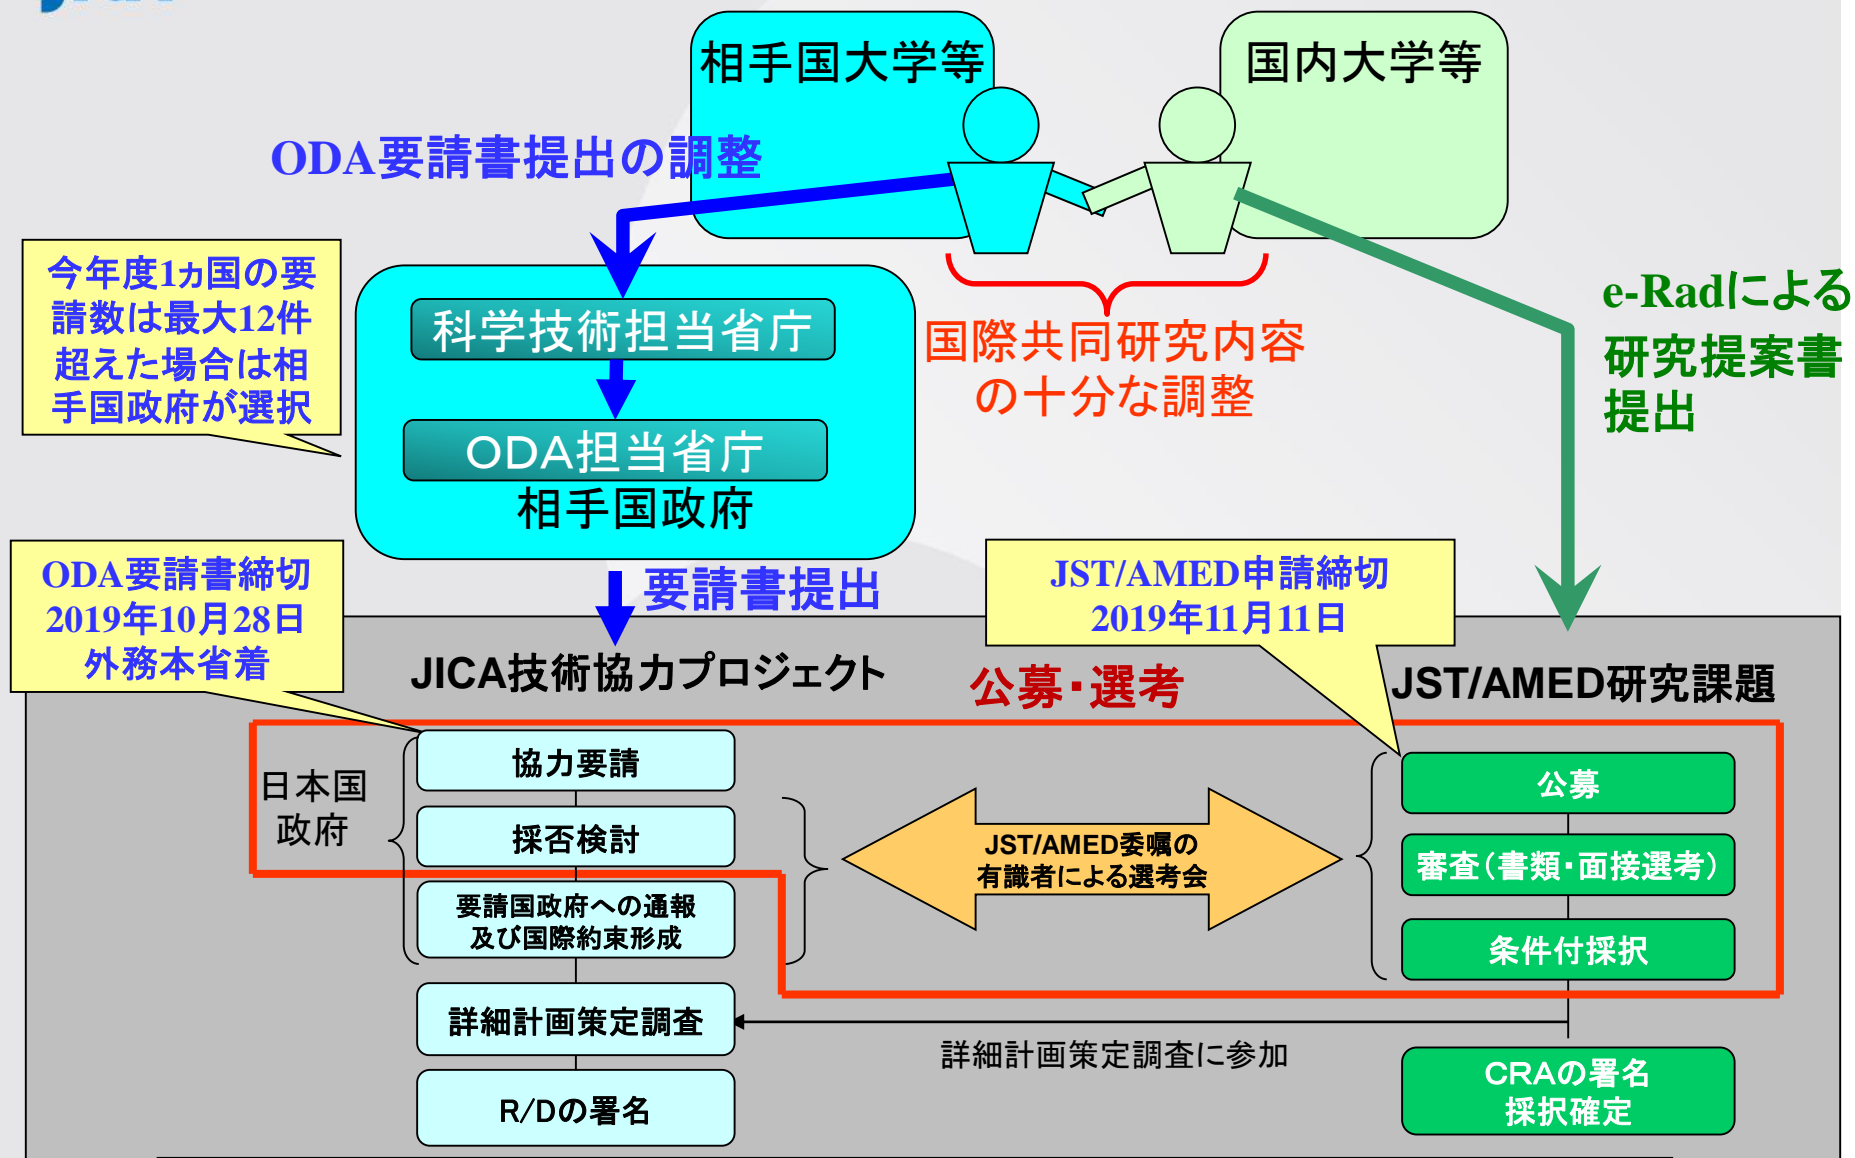 相手国大学等
国内大学等
ODA要請書提出の調整
今年度1ヵ国の要
請数は最大12件
超えた場合は相
手国政府が選択
科学技術担当省庁
ODA担当省庁
相手国政府
国際共同研究内容
の十分な調整
e-Radによる
研究提案書
提出
ODA要請書締切
2019年10月28日
外務本省着
要請書提出
JST/AMED申請締切
2019年11月11日
JICA技術協力プロジェクト
公募・選考
JST/AMED研究課題
日本国
政府
協力要請
採否検討
要請国政府への通報
及び国際約束形成
詳細計画策定調査
R/Dの署名
JST/AMED委嘱の
有識者による選考会
公募
審査(書類・面接選考)
条件付採択
詳細計画策定調査に参加
CRAの署名
採択確定